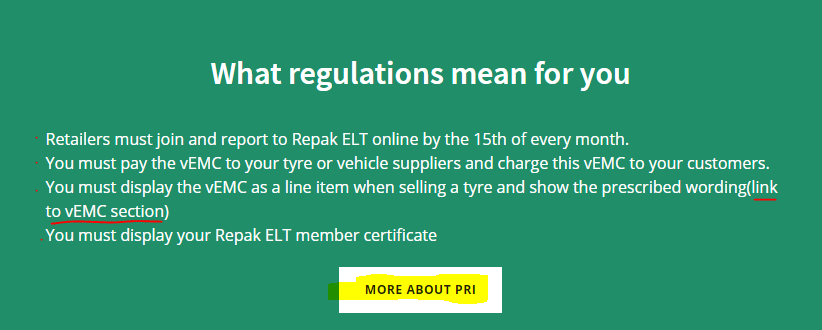 What regulations mean for you
Retailers must join and report to Repak ELT online by the 15th of every month.
You must pay the vEMC to your tyre or vehicle suppliers and charge this vEMC to your customers.
You must display the vEMC as a line item when selling a tyre and show the prescribed wording(link
to vEMC section)
You must display your Repak ELT member certificate
MORE ABOUT PRI